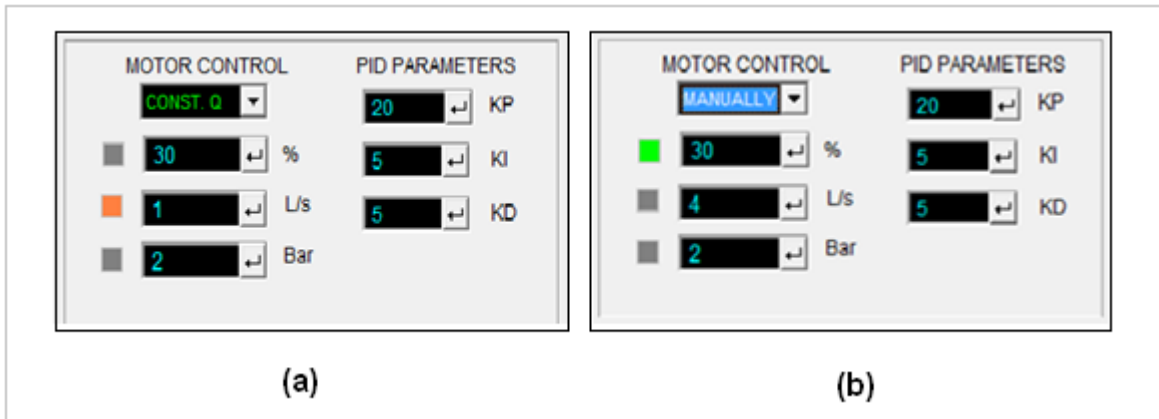 MOTOR CONTROL PID PARAMETERS
CONST. Q 20 KP
30 % 5 KI
1 L/s 5 KD
2 Bar
(a)
MOTOR CONTROL PID PARAMETERS
MANUALLY 20 KP
30 % 5 KI
4 L/s 5 KD
2 Bar
(b)